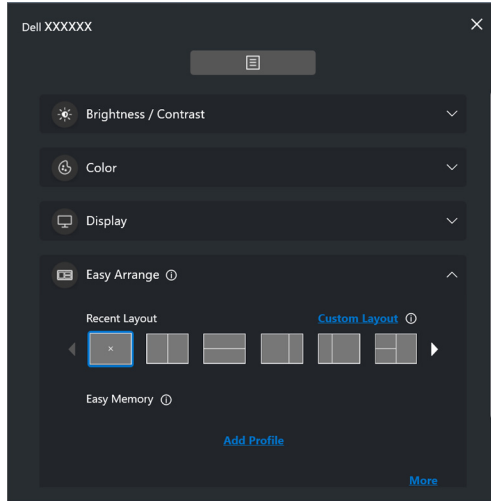 Dell XXXXXX
Brightness / Contrast
Color
Display
Easy Arrange
Recent Layout
Custom Layout
Easy Memory
Add Profile
More